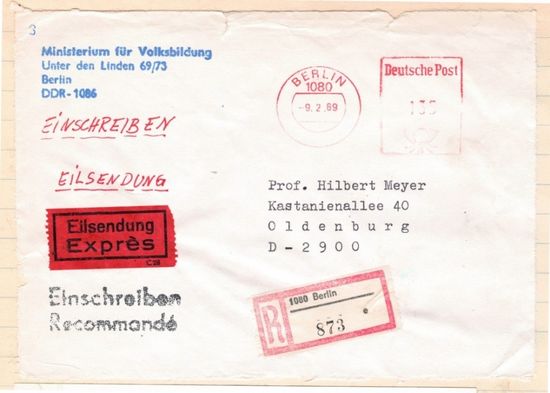 3
Ministerium für Volksbildung
Unter den Linden 69/73
Berlin
DDR-1086
BERLIN
1080
-9.2.89
Deutsche Post
135
EINSCHREIBEN
EILSENDUNG
Prof. Hilbert Meyer
Kastanienallee 40
Oldenburg
D-2900
Eilsendung
Exprès
Einschreiben
Recommandé
R
1080 Berlin
873